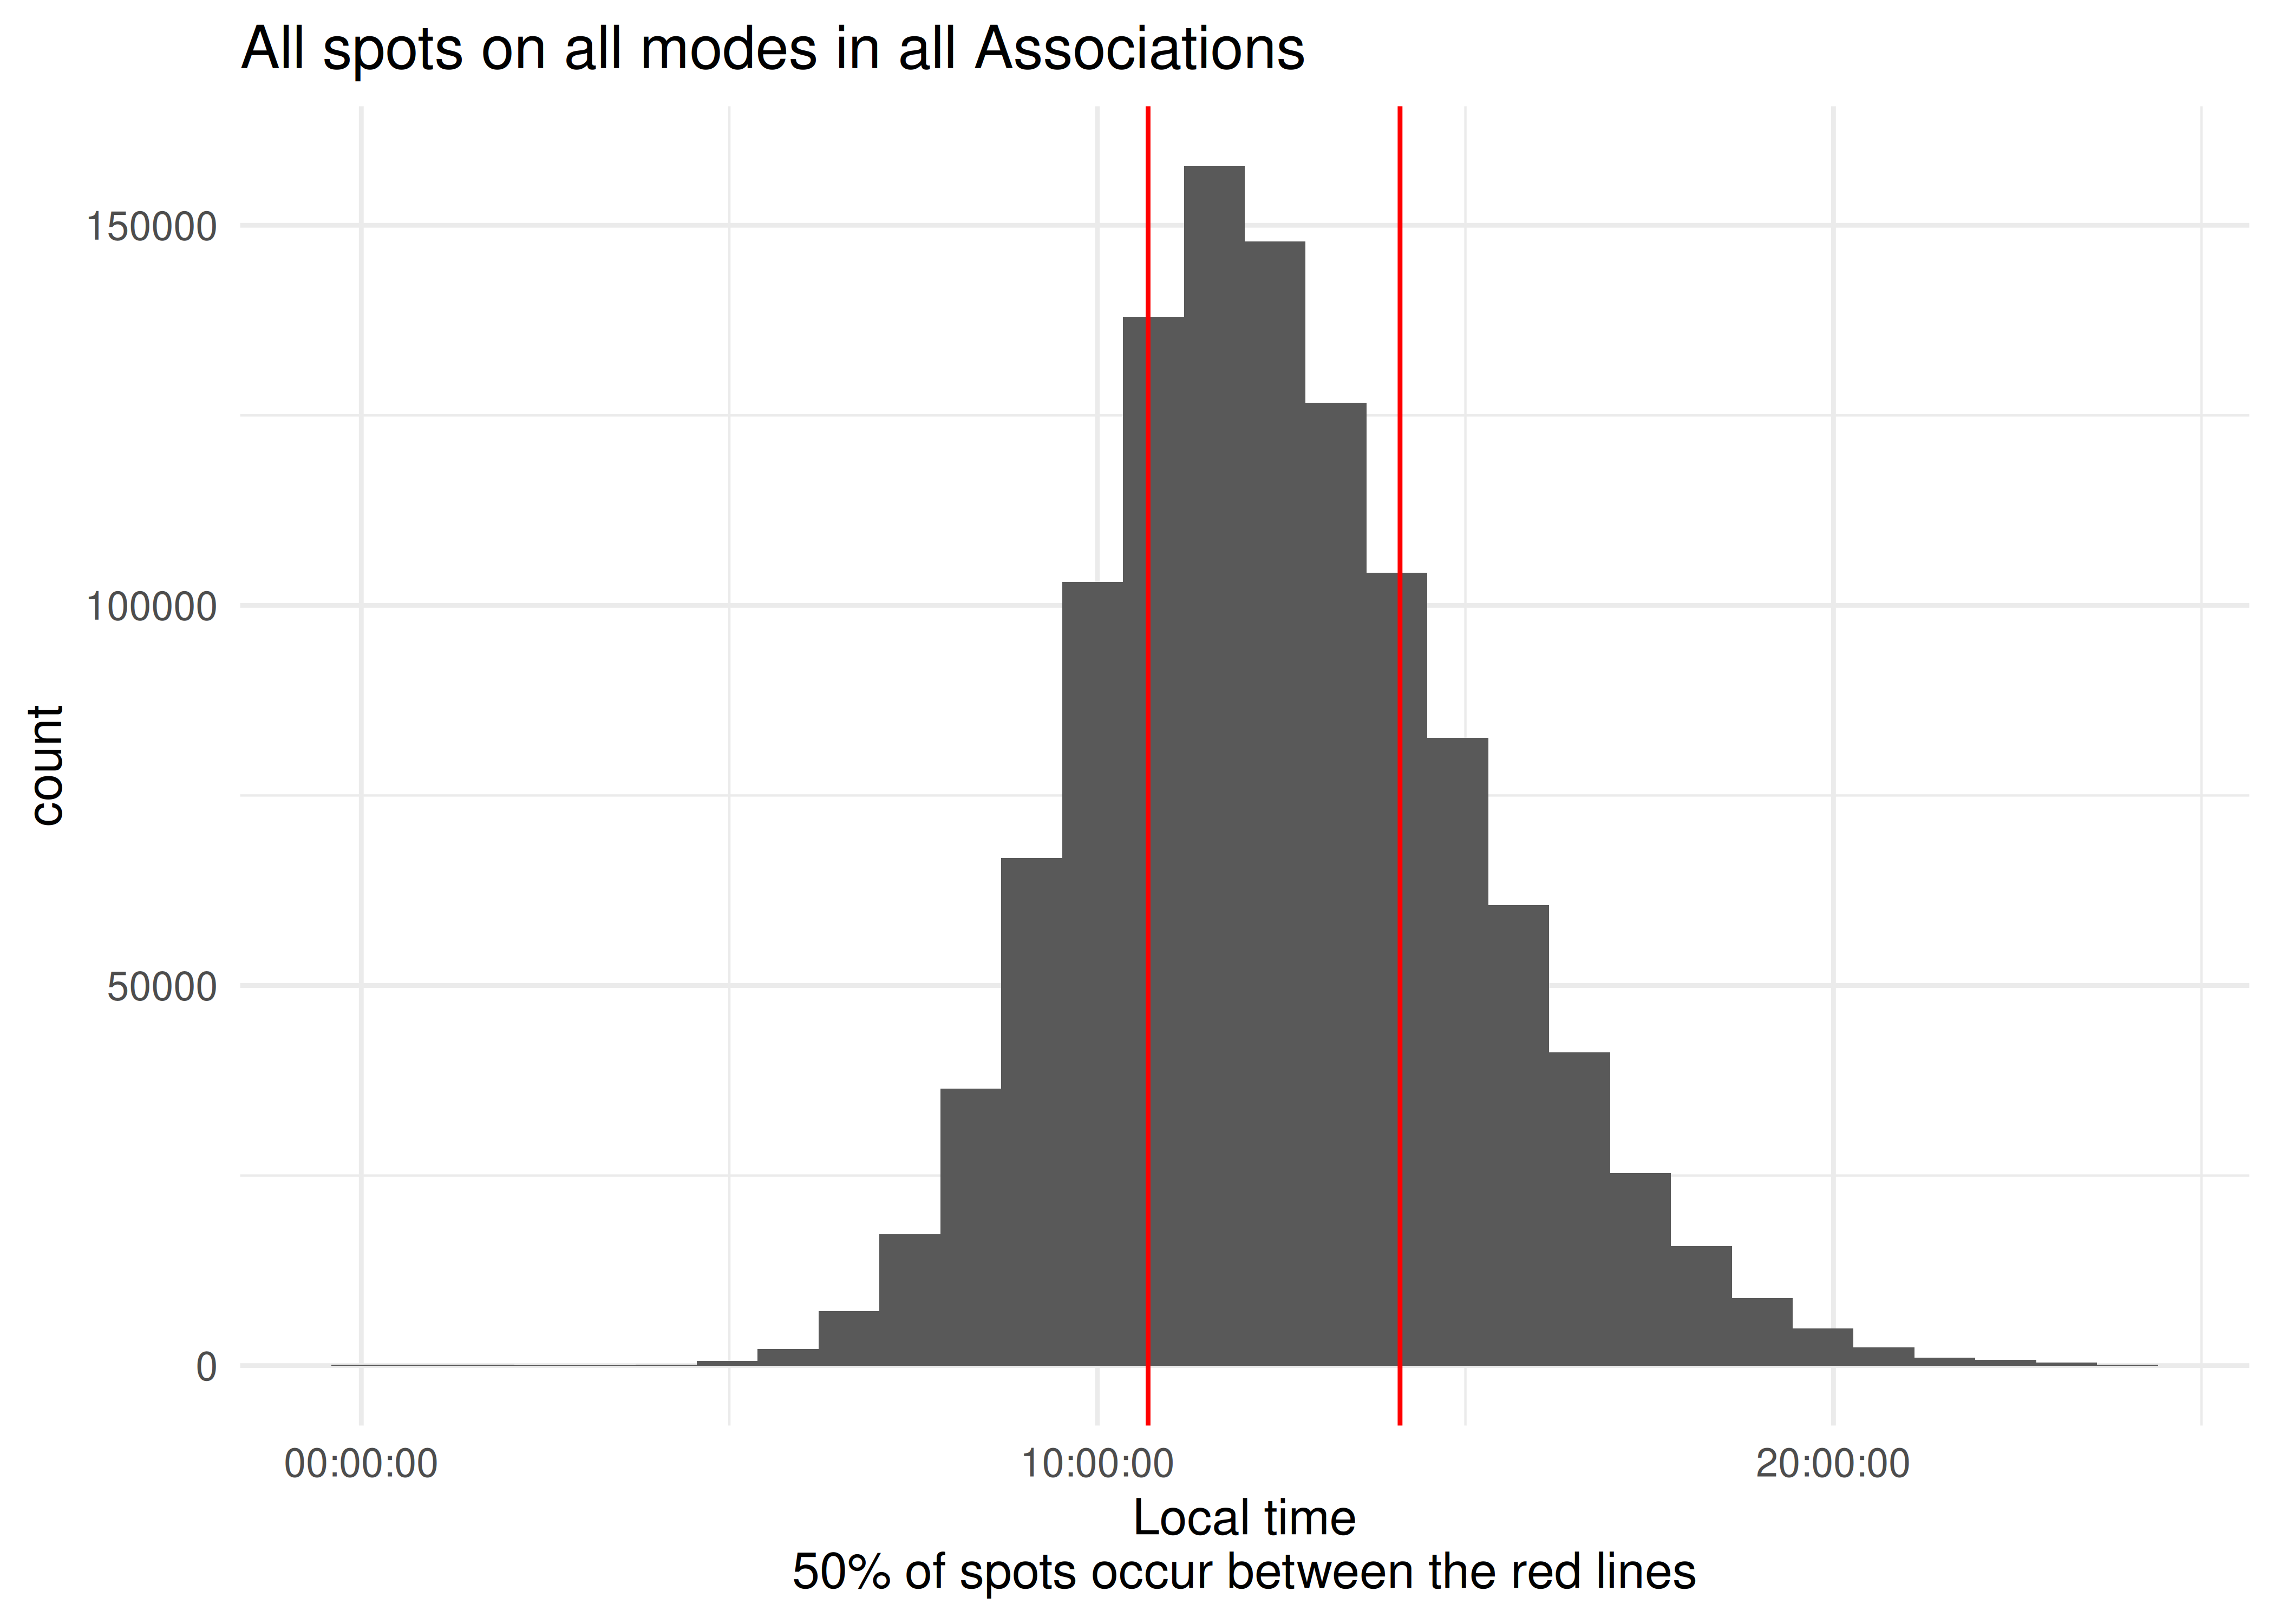 All spots on all modes in all Associations
150000
100000
50000
0
count
00:00:00 10:00:00 20:00:00
Local time
50% of spots occur between the red lines